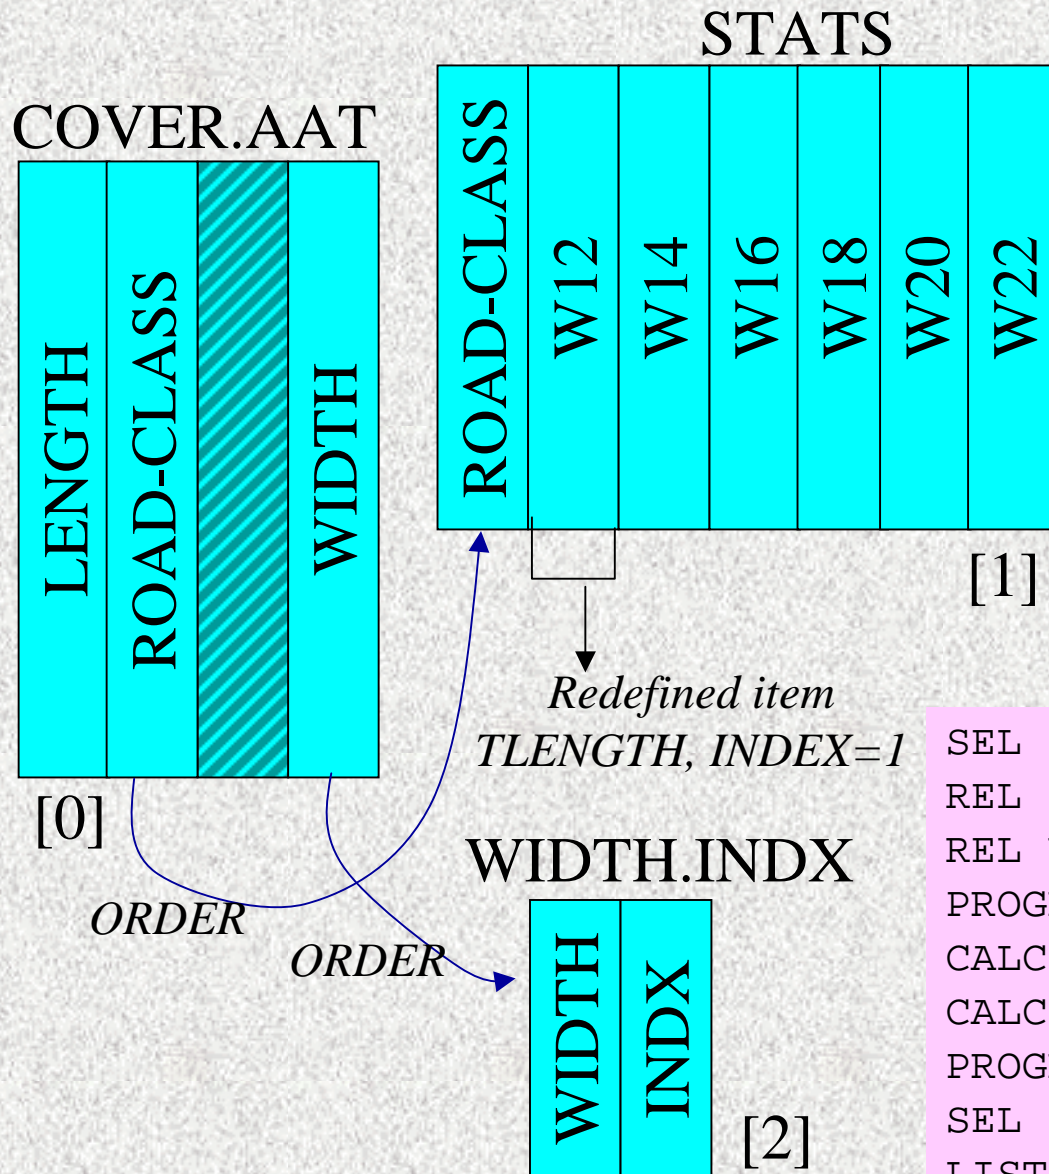 STATS
COVER.AAT
LENGTH
ROAD-CLASS
WIDTH
ROAD-CLASS
W12
W14
W16
W18
W20
W22
[1]
[0]
Redefined item
TLENGTH, INDEX=1
ORDER
ORDER
WIDTH.INDX
WIDTH
INDX
[2]
SEL
REL
REL
PROG
CALC
CALC
PROG
SEL
LIST